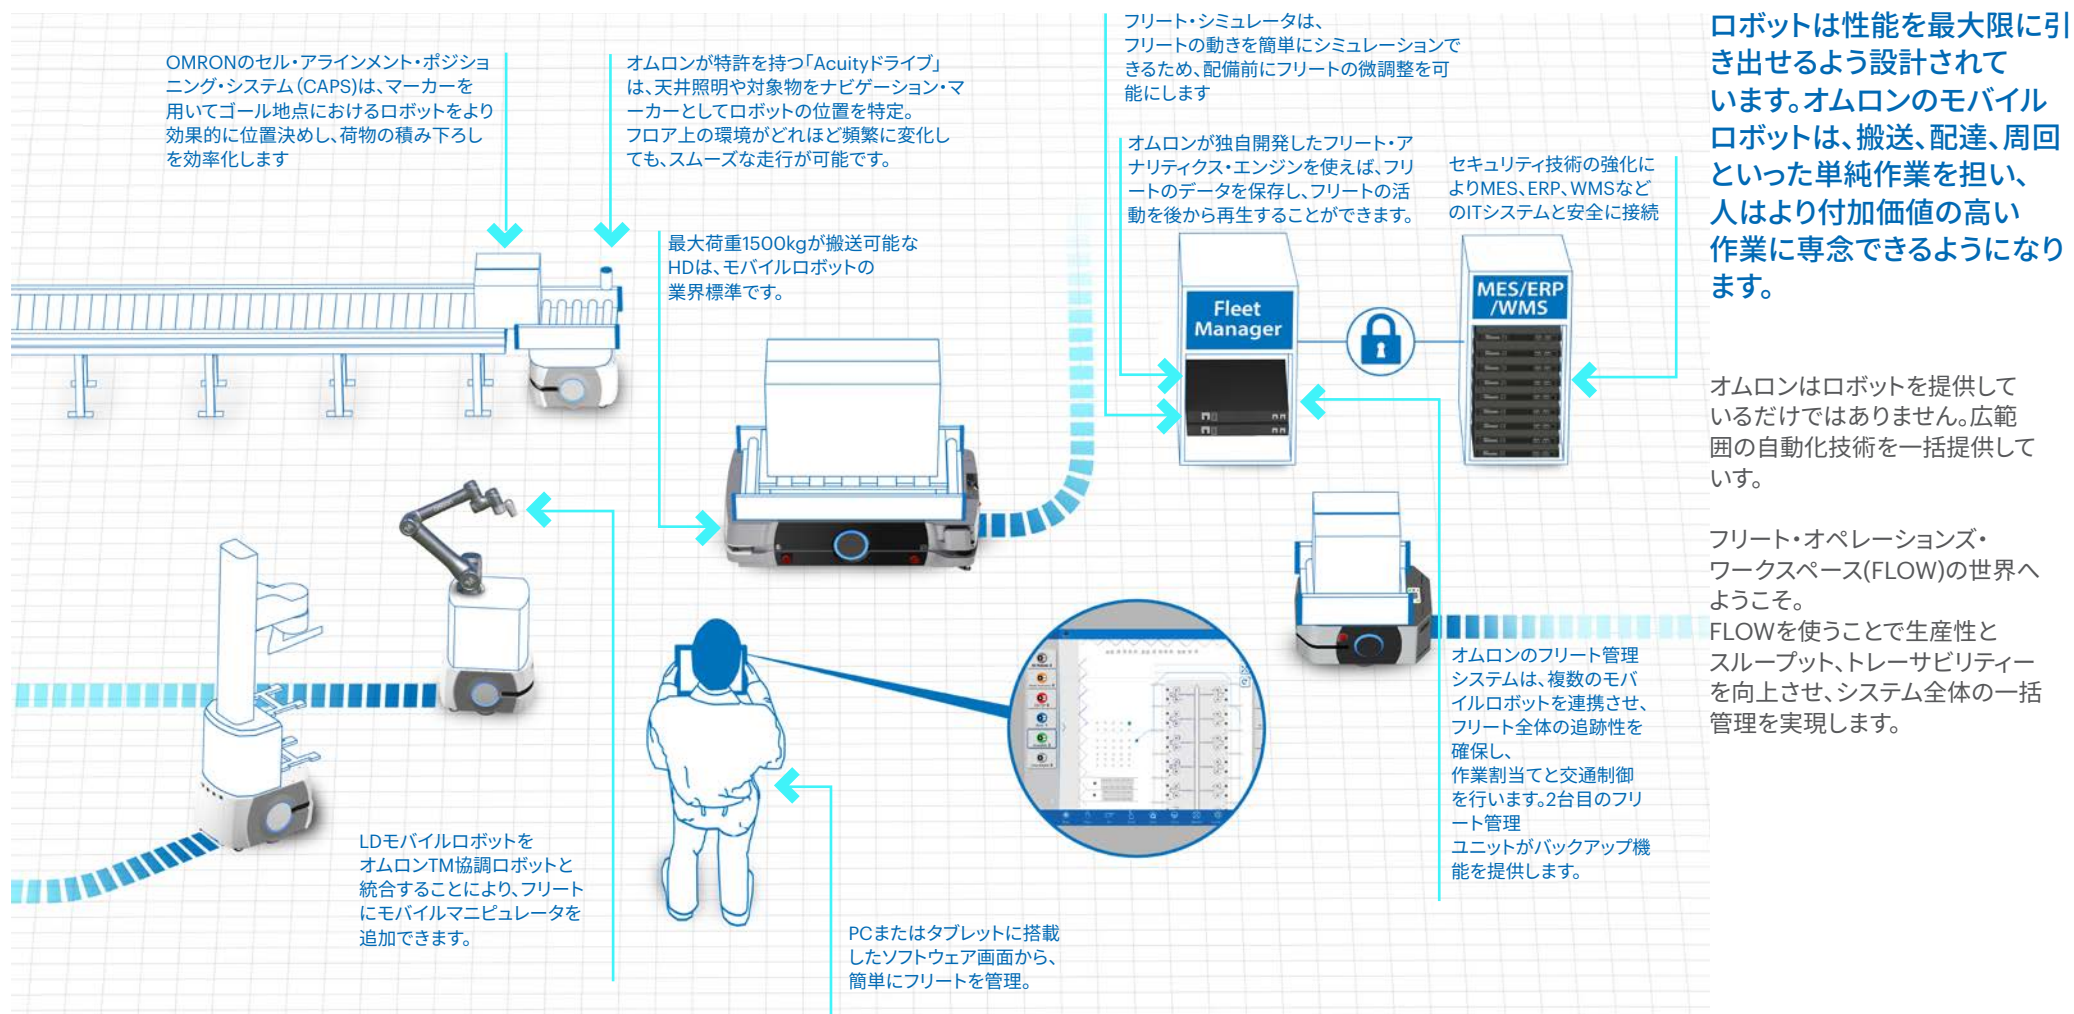 OMRONのセル・アラインメント・ポジショ
ニング・システム(CAPS)は、マーカーを
用いてゴール地点におけるロボットをより
効果的に位置決めし、荷物の積み下ろし
を効率化します
オムロンが特許を持つ「Acuityドライブ」
は、天井照明や対象物をナビゲーション・マ
ーカーとしてロボットの位置を特定。
フロア上の環境がどれほど頻繁に変化し
ても、スムーズな走行が可能です。
最大荷重1500kgが搬送可能な
HDは、モバイルロボットの
業界標準です。
フリート・シミュレータは、
フリートの動きを簡単にシミュレーションで
きるため、配備前にフリートの微調整を可
能にします
オムロンが独自開発したフリート・ア
ナリティクス・エンジンを使えば、フリ
ートのデータを保存し、フリートの活
動を後から再生することができます。
セキュリティ技術の強化に
よりMES、ERP、WMSなど
のITシステムと安全に接続
Fleet
Manager
MES/ERP
/WMS
LDモバイルロボットを
オムロンTM協調ロボットと
統合することにより、フリート
にモバイルマニピュレータを
追加できます。
PCまたはタブレットに搭載
したソフトウェア画面から、
簡単にフリートを管理。
オムロンのフリート管理
システムは、複数のモバ
イルロボットを連携させ、
フリート全体の追跡性を
確保し、
作業割当てと交通制御
を行います。2台目のフリ
ート管理
ユニットがバックアップ機
能を提供します。
ロボットは性能を最大限に引
き出せるよう設計されて
います。オムロンのモバイル
ロボットは、搬送、配達、周回
といった単純作業を担い、
人はより付加価値の高い
作業に専念できるようになり
ます。
オムロンはロボットを提供して
いるだけではありません。広範
囲の自動化技術を一括提供して
いす。
フリート・オペレーションズ・
ワークスペース(FLOW)の世界へ
ようこそ。
FLOWを使うことで生産性と
スループット、トレーサビリティー
を向上させ、システム全体の一括
管理を実現します。